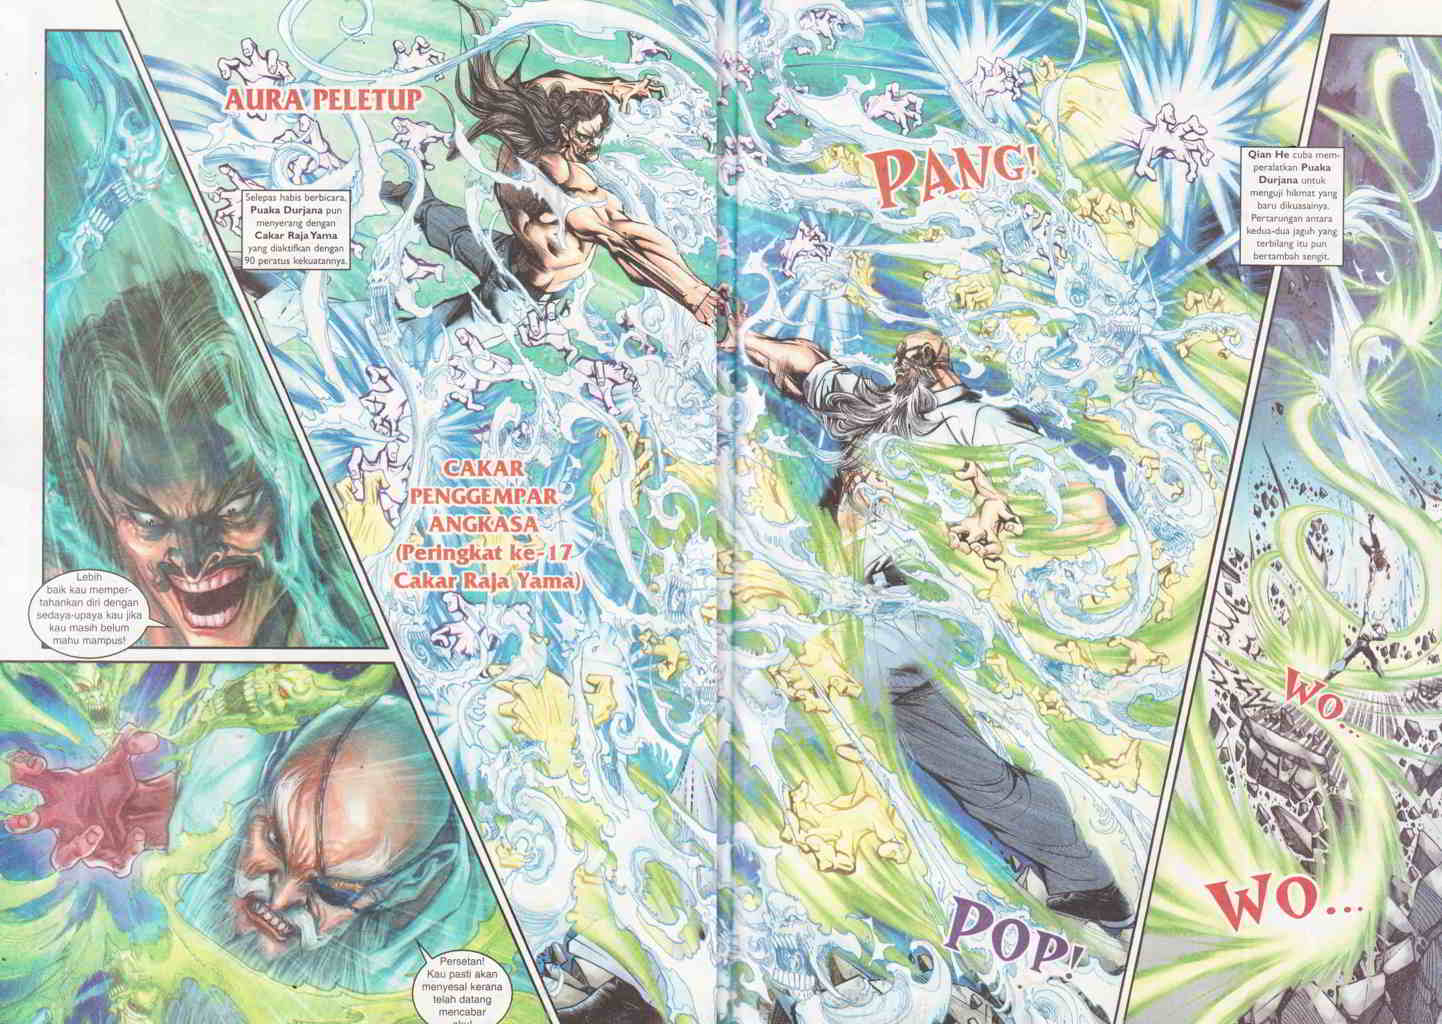 AURA PELETUP
Selepas habis berbicara,
Puaka Durjana pun
menyerang dengan
Cakar Raja Yama
yang diaktifkan dengan
90 peratus kekuatannya.
PANG!
Qian He cuba mem-
peralatkan Puaka
Durjana untuk
menguji hikmat yang
baru dikuasainya.
Pertarungan antara
kedua-dua jaguh yang
terbilang itu pun
bertambah sengit.
CAKAR
PENGGEMPAR
ANGKASA
(Peringkat ke-17
Cakar Raja Yama)
Lebih
baik kau memper-
tahankan diri dengan
sedaya-upaya kau jika
kau masih belum
mahu mampus!
WO..
WO...
POP!
Persetan!
Kau pasti akan
menyesal kerana
telah datang
mencabar
aku!